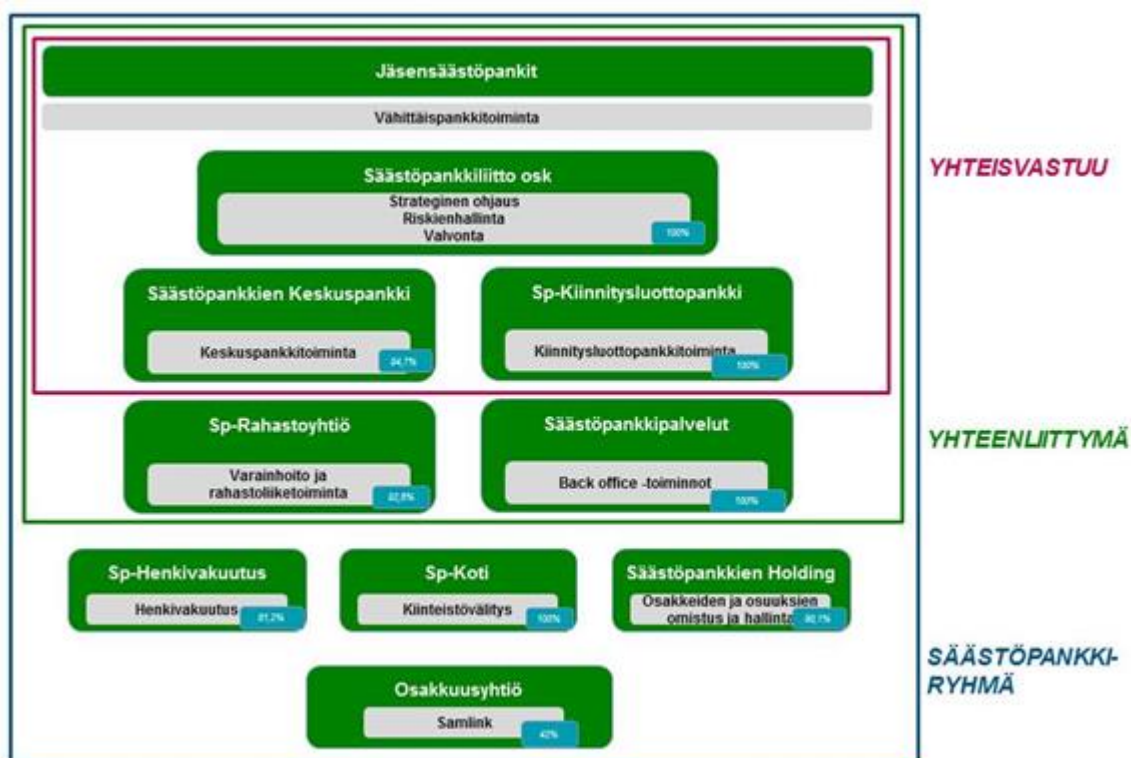 Jäsensäästöpankit
Vähittäispankkitoiminta
YHTEISVASTUU
Säästöpankkiliitto osk
Strateginen ohjaus
Riskienhallinta
Valvonta
100%
Säästöpankkien Keskuspankki
Keskuspankkitoiminta
Sp-Kiinnitysluottopankki
Kiinnitysluottopankkitoiminta
100%
YHTEENLIITTYMÄ
Sp-Rahastoyhtiö
Varainhoito ja
rahastoliiketoiminta
Säästöpankkipalvelut
Back office -toiminnot
100%
Sp-Henkivakuutus
Henkivakuutus
Sp-Koti
Kiinteistövälitys
100%
Säästöpankkien Holding
Osakkeiden ja osuuksien
omistus ja hallinta
SÄÄSTÖPANKKI-
RYHMÄ
Osakkuusyhtiö
Samlink
42%